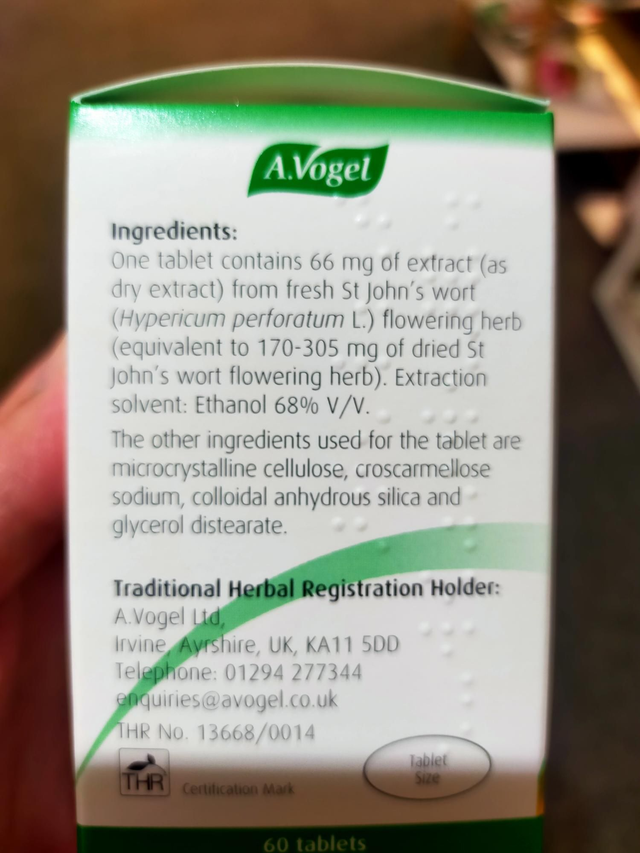 A.Vogel
Ingredients:
One tablet contains 66 mg of extract (as
dry extract) from fresh St John's wort
(Hypericum perforatum L.) flowering herb
(equivalent to 170-305 mg of dried St
John's wort flowering herb). Extraction
solvent: Ethanol 68% V/V.
The other ingredients used for the tablet are
microcrystalline cellulose, croscarmellose
sodium, colloidal anhydrous silica and
glycerol distearate.
Traditional Herbal Registration Holder:
A.Vogel Ltd,
Irvine, Ayrshire, UK, KA11 5DD
Telephone: 01294 277344
enquiries@avogel.co.uk
THR No. 13668/0014
THR Certification Mark
Tablet
Size
60 tablets